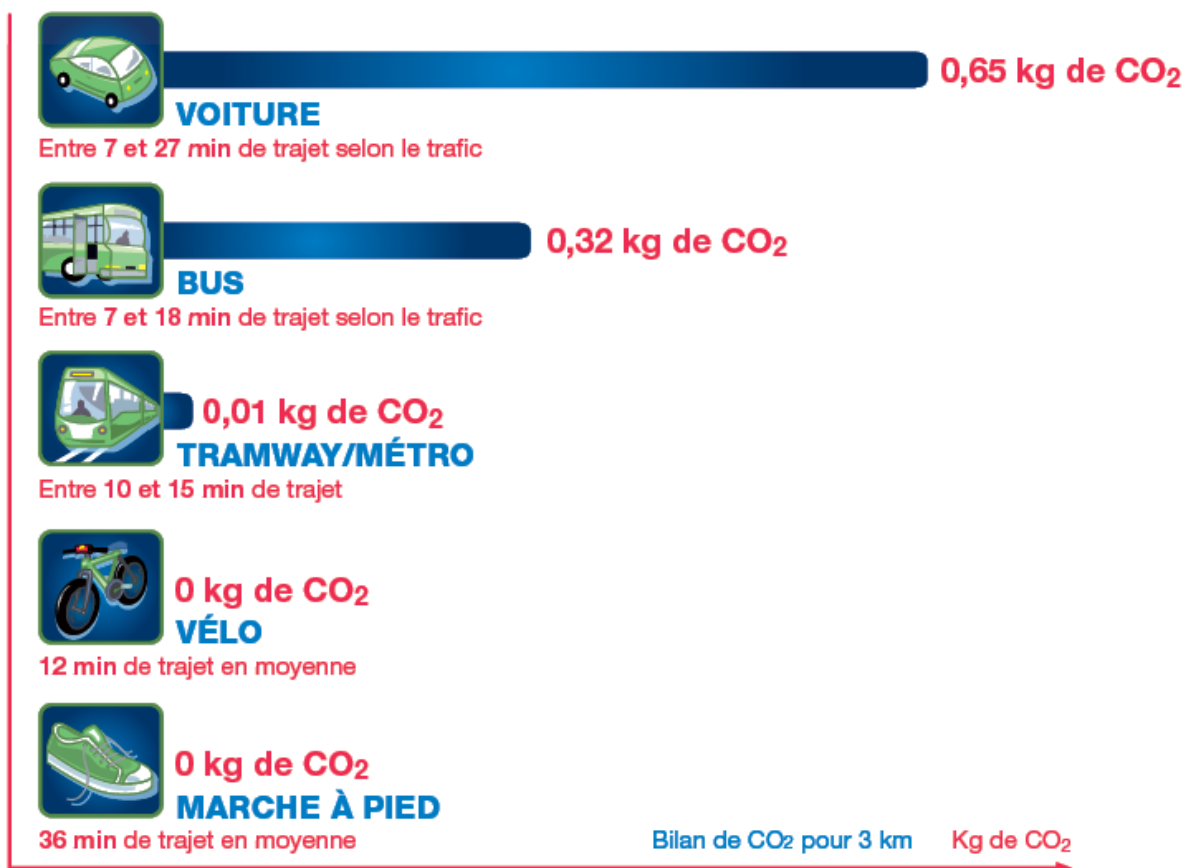 0,65 kg de CO2
VOITURE
Entre 7 et 27 min de trajet selon le trafic
0,32 kg de CO2
BUS
Entre 7 et 18 min de trajet selon le trafic
0,01 kg de CO2
TRAMWAY/MÉTRO
Entre 10 et 15 min de trajet
0 kg de CO2
VÉLO
12 min de trajet en moyenne
0 kg de CO2
MARCHE À PIED
36 min de trajet en moyenne
Bilan de CO2 pour 3 km Kg de CO2